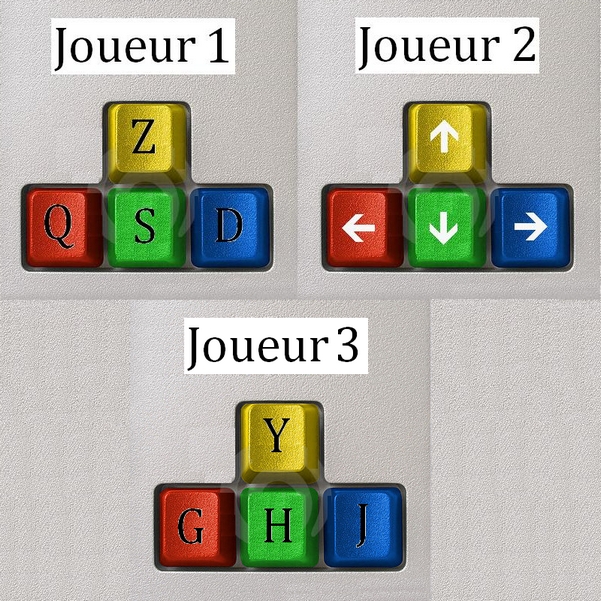 Joueur 1
Z
Q S D
Joueur 2
↑
← ↓ →
Joueur 3
Y
G H J